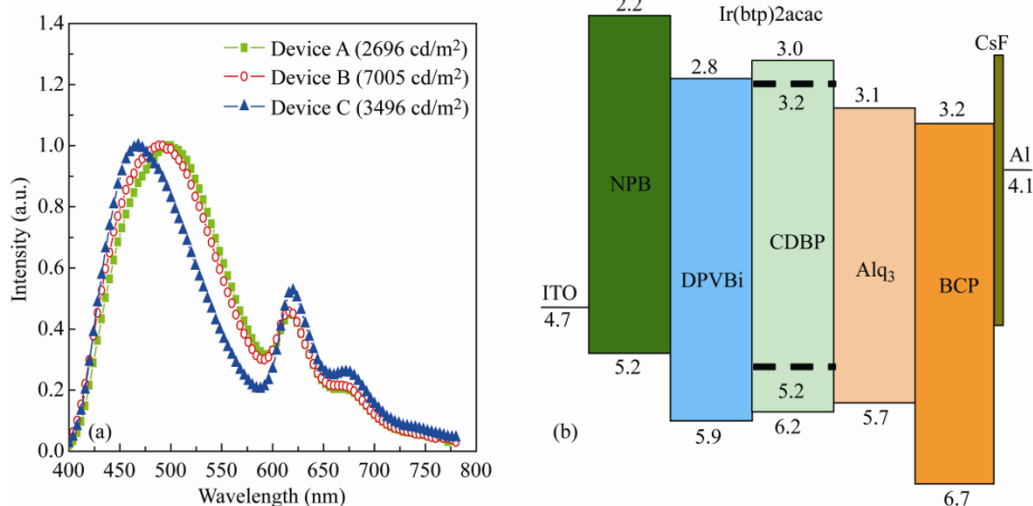 1.4
1.2
1.0
0.8
0.6
0.4
0.2
0.0
Intensity (a.u.)
Device A (2696 cd/m²)
Device B (7005 cd/m²)
Device C (3496 cd/m²)
(a)
400 450 500 550 600 650 700 750 800
Wavelength (nm)
2.2
Ir(btp)2acac
3.0
CsF
2.8
3.2
3.1
3.2
Al
4.1
NPB
CDBP
DPVBi
Alq₃
BCP
ITO
4.7
5.2
5.2
5.9
6.2
5.7
6.7
(b)